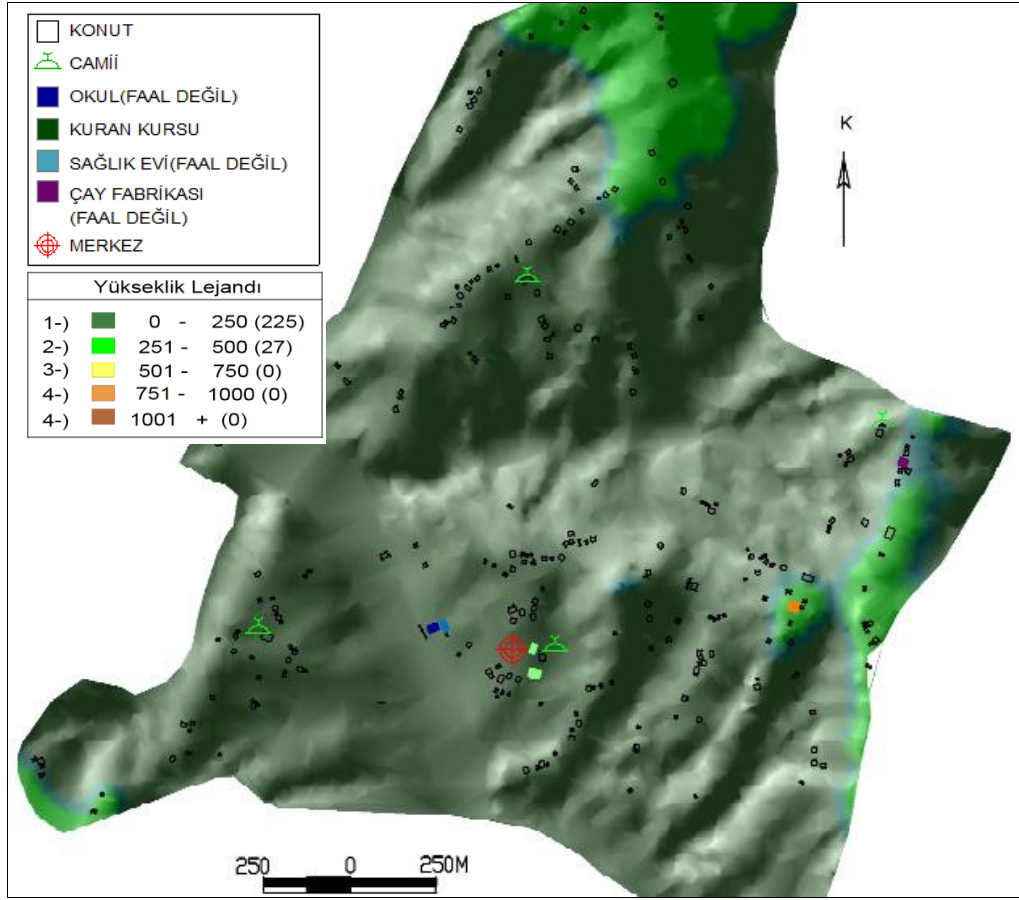 KONUT
CAMİİ
OKUL(FAAL DEĞİL)
KURAN KURSU
SAĞLIK EVİ(FAAL DEĞİL)
ÇAY FABRİKASI
(FAAL DEĞİL)
MERKEZ
K
Yükseklik Lejandı
1-) 0 - 250 (225)
2-) 251 - 500 (27)
3-) 501 - 750 (0)
4-) 751 - 1000 (0)
4-) 1001 + (0)
250 0 250M